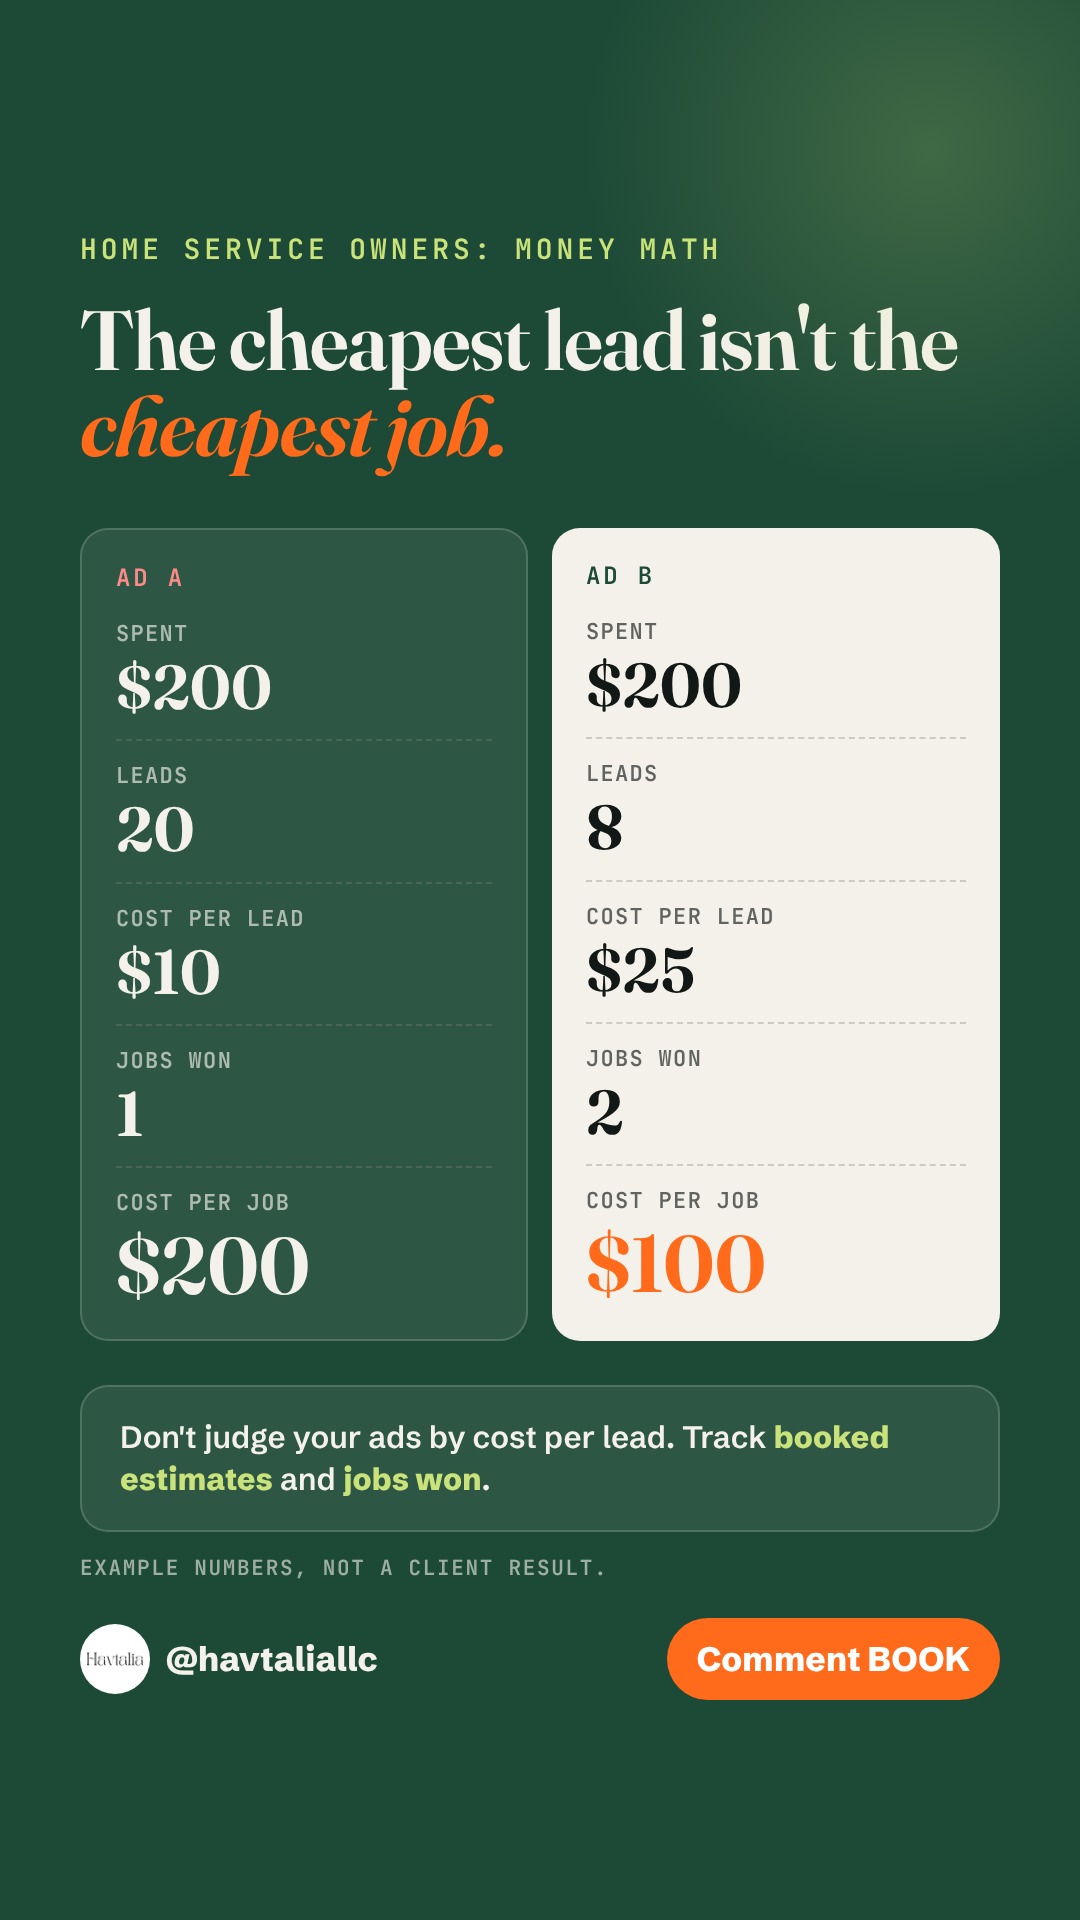 HOME SERVICE OWNERS: MONEY MATH
The cheapest lead isn't the
cheapest job.
AD A
SPENT
$200
LEADS
20
COST PER LEAD
$10
JOBS WON
1
COST PER JOB
$200
AD B
SPENT
$200
LEADS
8
COST PER LEAD
$25
JOBS WON
2
COST PER JOB
$100
Don't judge your ads by cost per lead. Track booked
estimates and jobs won.
EXAMPLE NUMBERS, NOT A CLIENT RESULT.
Havtalia
@havtaliallc
Comment BOOK